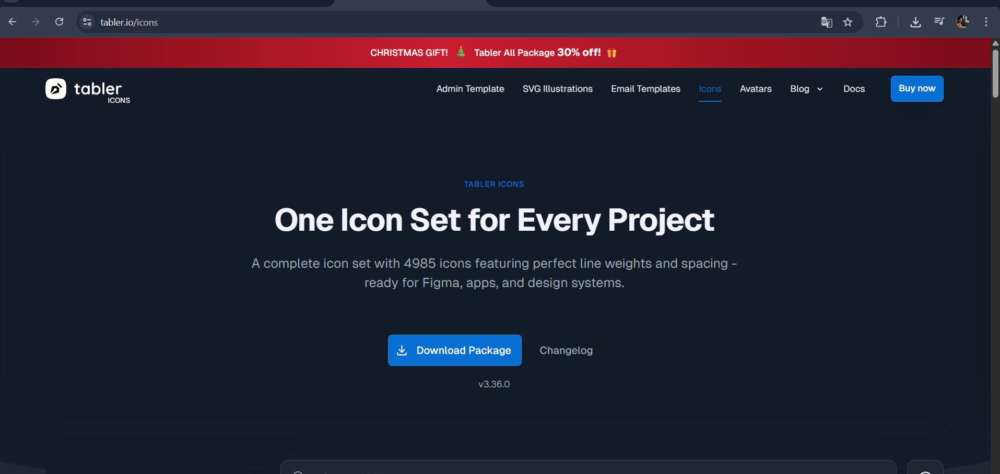 tabler.io/icons
CHRISTMAS GIFT! 🎄 Tabler All Package 30% off! 🎁
tabler
ICONS
Admin Template
SVG Illustrations
Email Templates
Icons
Avatars
Blog
Docs
Buy now
TABLER ICONS
One Icon Set for Every Project
A complete icon set with 4985 icons featuring perfect line weights and spacing -
ready for Figma, apps, and design systems.
Download Package
Changelog
v3.36.0